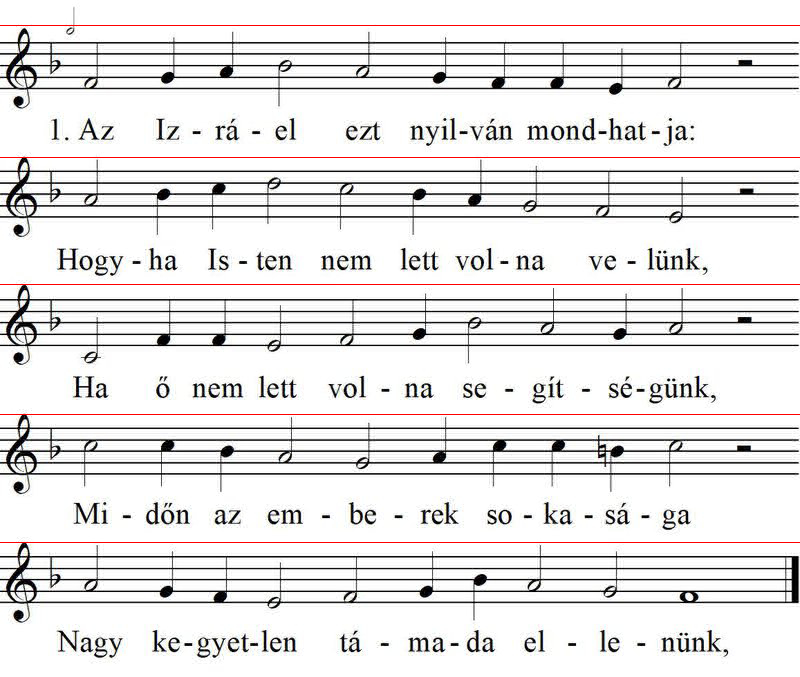 1. Az Iz - rá - el ezt nyil-ván mond-hat-ja:
Hogy - ha Is - ten nem lett vol - na ve - lünk,
Ha ő nem lett vol - na se - gít - sé-günk,
Mi - dőn az em - be - rek so - ka - sá - ga
Nagy ke-gyet-len tá - ma-da el - le - nünk,